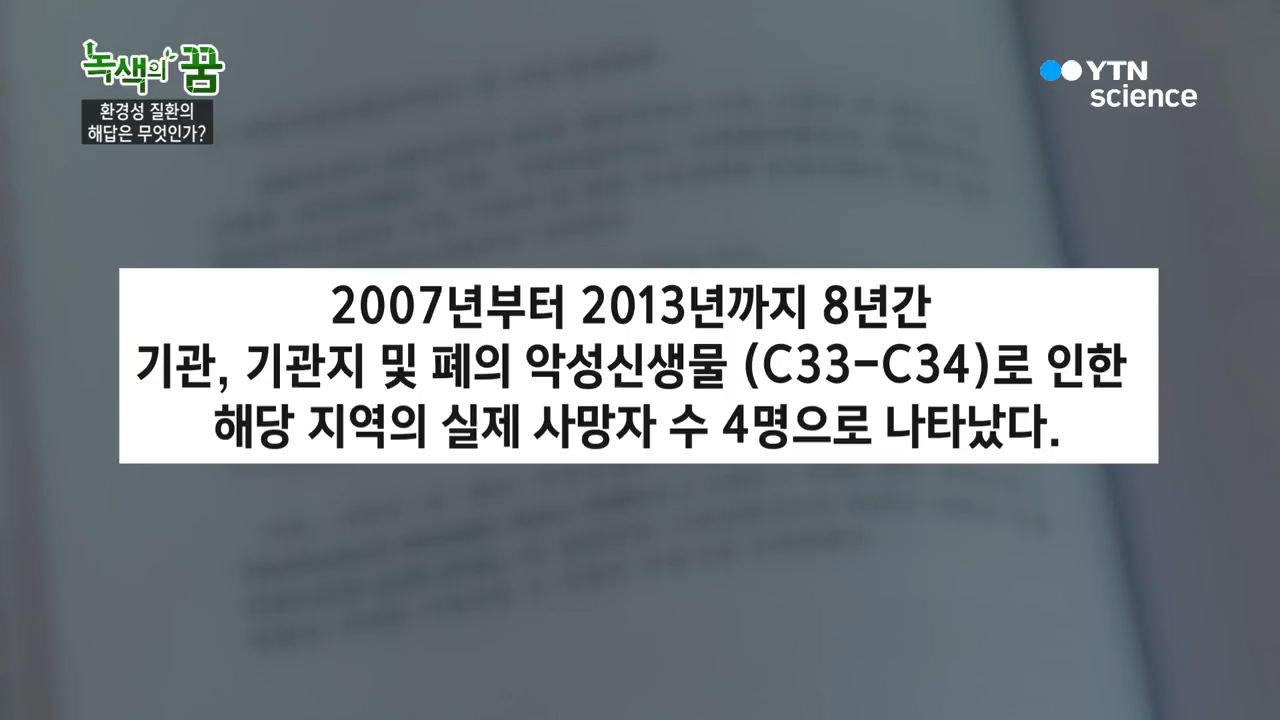 녹색의 꿈
환경성 질환의
해답은 무엇인가?
YTN
science
2007년부터 2013년까지 8년간
기관, 기관지 및 폐의 악성신생물 (C33-C34)로 인한
해당 지역의 실제 사망자 수 4명으로 나타났다.